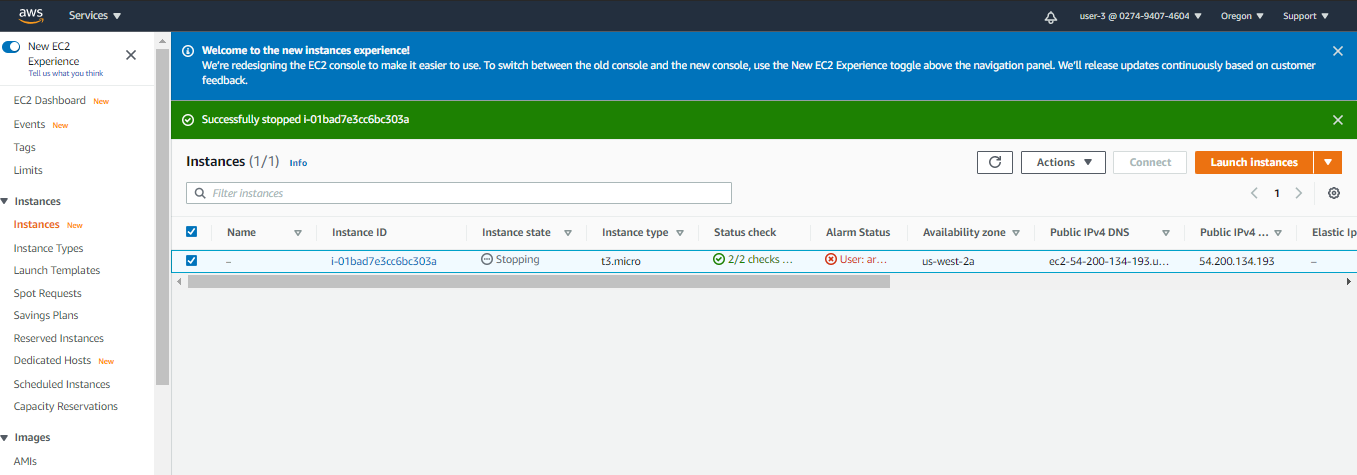 aws
Services
user-3 @ 0274-9407-4604
Oregon
Support
New EC2
Experience
Tell us what you think
EC2 Dashboard New
Events New
Tags
Limits
Instances
Instances New
Instance Types
Launch Templates
Spot Requests
Savings Plans
Reserved Instances
Dedicated Hosts New
Scheduled Instances
Capacity Reservations
Images
AMIs
Welcome to the new instances experience!
We're redesigning the EC2 console to make it easier to use. To switch between the old console and the new console, use the New EC2 Experience toggle above the navigation panel. We'll release updates continuously based on customer
feedback.
Successfully stopped i-01bad7e3cc6bc303a
Instances (1/1) Info
Actions
Connect
Launch instances
Filter instances
1
Name Instance ID Instance state Instance type Status check Alarm Status Availability zone Public IPv4 DNS Public IPv4 ... Elastic Ip
– i-01bad7e3cc6bc303a Stopping t3.micro 2/2 checks ... User: ar... us-west-2a ec2-54-200-134-193.u... 54.200.134.193 –